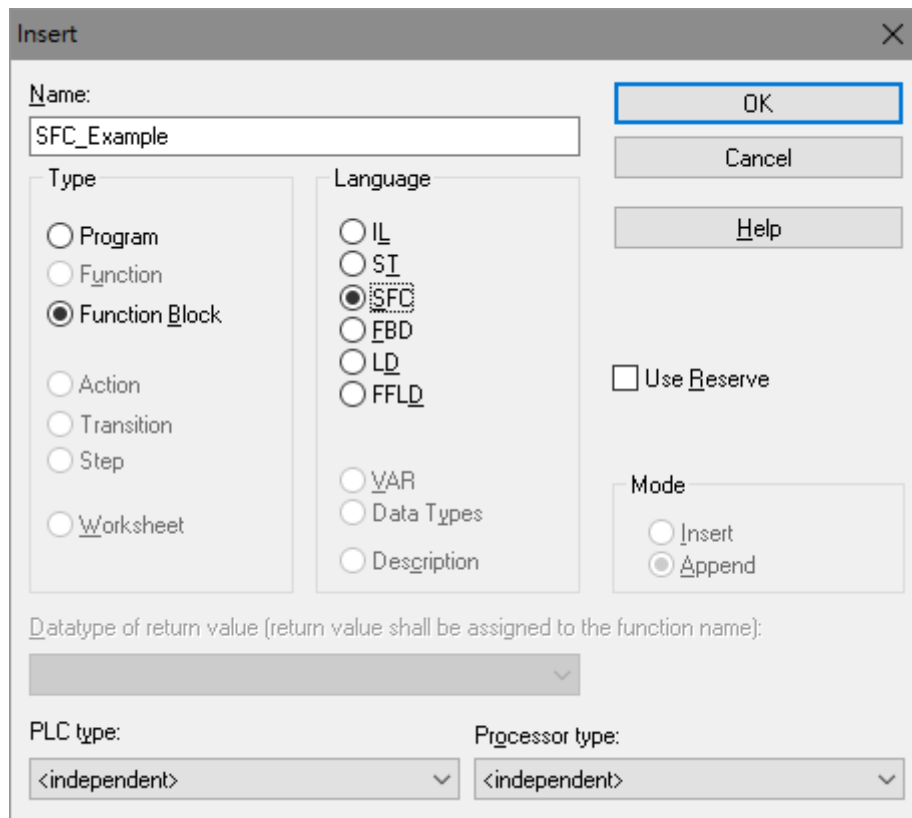 Insert
Name:
SFC_Example
OK
Cancel
Help
Type
Program
Function
Function Block
Action
Transition
Step
Worksheet
Language
IL
ST
SFC
FBD
LD
FFLD
VAR
Data Types
Description
Use Reserve
Mode
Insert
Append
Datatype of return value (return value shall be assigned to the function name):
PLC type:
<independent>
Processor type:
<independent>